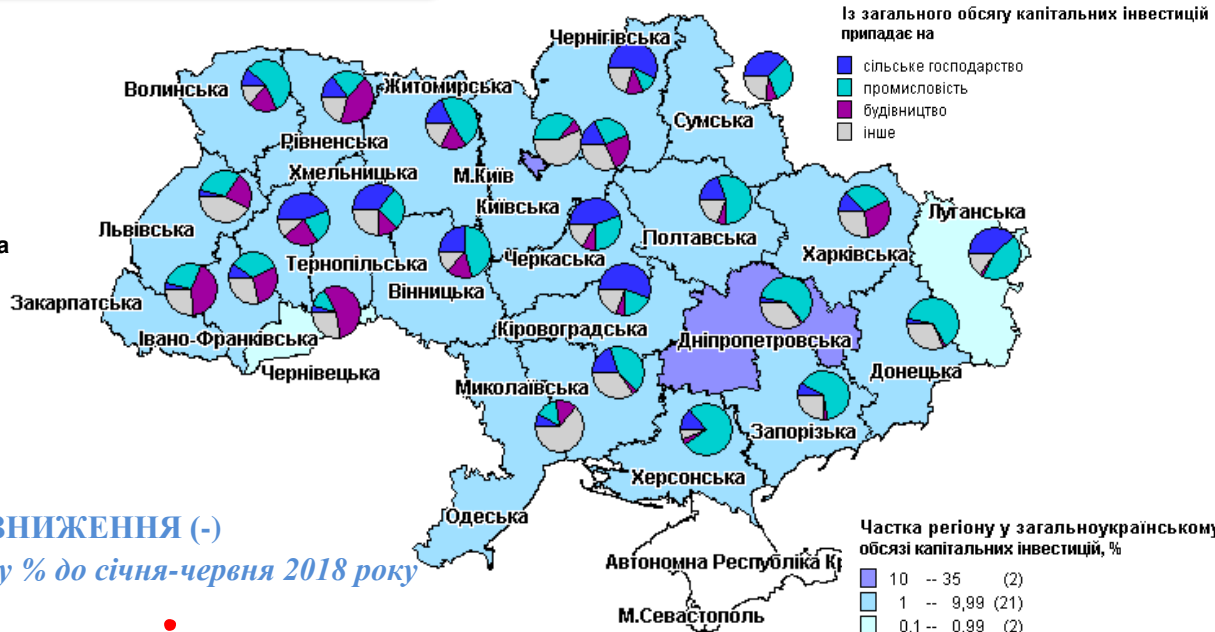 Із загального обсягу капітальних інвестицій
припадає на
сільське господарство
промисловість
будівництво
інше
Чернігівська
Волинська
Житомирська
Сумська
Рівненська
Хмельницька
М.Київ
Київська
Луганська
Львівська
Полтавська
Харківська
а
Тернопільська
Черкаська
Вінницька
Закарпатська
Кіровоградська
Івано-Франківська
Дніпропетровська
Чернівецька
Донецька
Миколаївська
Запорізька
Херсонська
Одеська
ЗНИЖЕННЯ (-)
у % до січня-червня 2018 року
Автономна Республіка Кр
М.Севастополь
Частка регіону у загальноукраїнському
обсязі капітальних інвестицій, %
10 -- 35 (2)
1 -- 9,99 (21)
0,1 -- 0,99 (2)